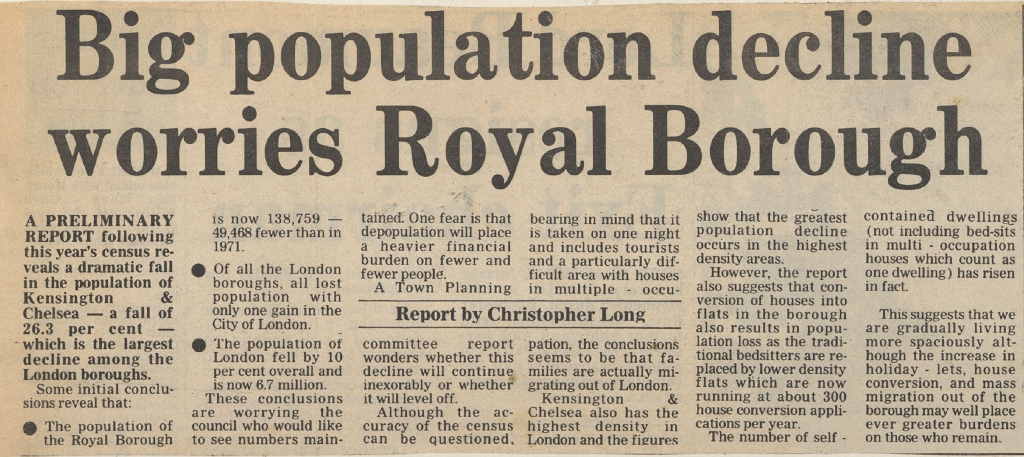 Big population decline
worries Royal Borough
A PRELIMINARY
REPORT following
this year's census re-
veals a dramatic fall
in the population of
Kensington &
Chelsea — a fall of
26.3 per cent —
which is the largest
decline among the
London boroughs.
Some initial conclu-
sions reveal that:
● The population of
the Royal Borough
is now 138,759 —
49,468 fewer than in
1971.
● Of all the London
boroughs, all lost
population with
only one gain in the
City of London.
● The population of
London fell by 10
per cent overall and
is now 6.7 million.
These conclusions
are worrying the
council who would like
to see numbers main-
tained. One fear is that
depopulation will place
a heavier financial
burden on fewer and
fewer people.
A Town Planning
Report by Christopher Long
committee report
wonders whether this
decline will continue
inexorably or whether
it will level off.
Although the ac-
curacy of the census
can be questioned,
bearing in mind that it
is taken on one night
and includes tourists
and a particularly dif-
ficult area with houses
in multiple - occu-
pation, the conclusions
seems to be that fa-
milies are actually mi-
grating out of London.
Kensington &
Chelsea also has the
highest density in
London and the figures
show that the greatest
population decline
occurs in the highest
density areas.
However, the report
also suggests that con-
version of houses into
flats in the borough
also results in popu-
lation loss as the tradi-
tional bedsitters are re-
placed by lower density
flats which are now
running at about 300
house conversion appli-
cations per year.
The number of self -
contained dwellings
(not including bed-sits
in multi - occupation
houses which count as
one dwelling) has risen
in fact.
This suggests that we
are gradually living
more spaciously alt-
hough the increase in
holiday - lets, house
conversion, and mass
migration out of the
borough may well place
ever greater burdens
on those who remain.